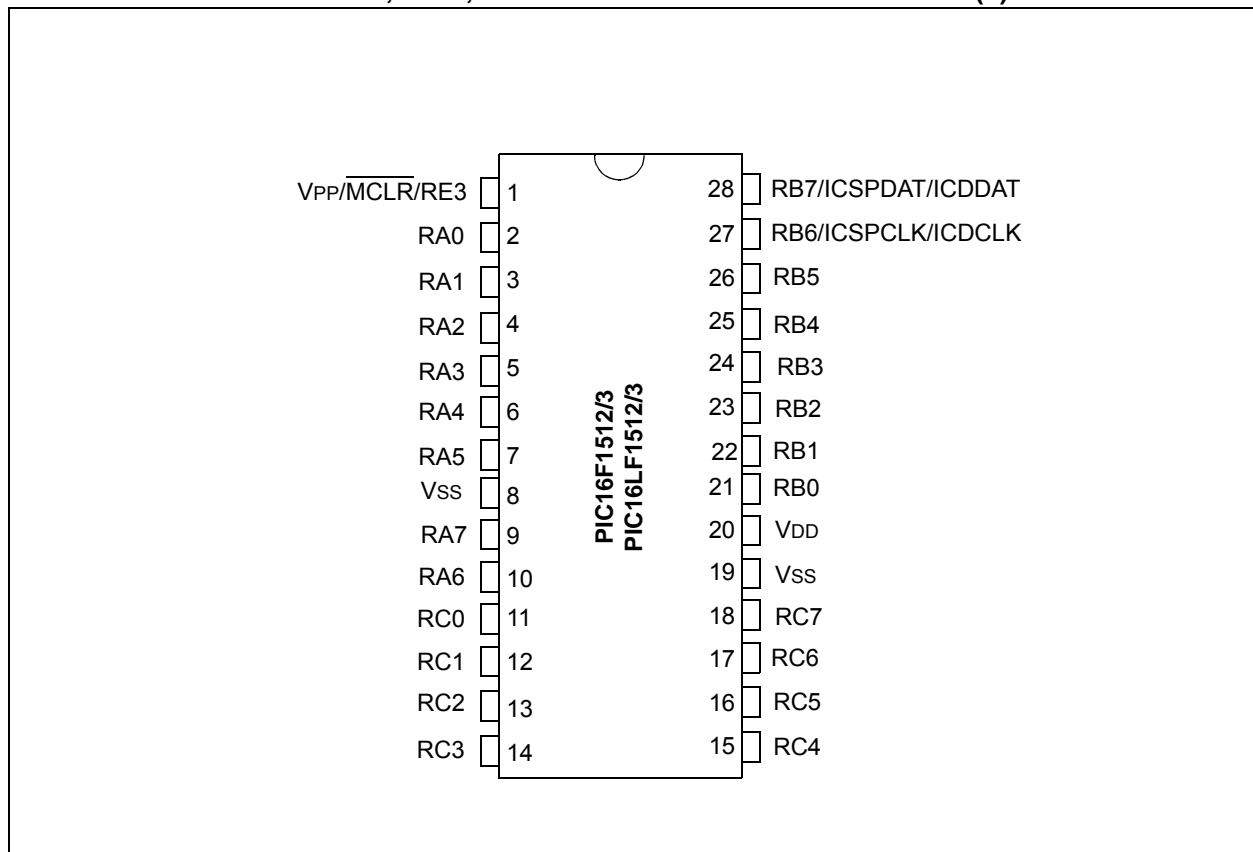 VPP/MCLR/RE3 1
RA0 2
RA1 3
RA2 4
RA3 5
RA4 6
RA5 7
VSS 8
RA7 9
RA6 10
RC0 11
RC1 12
RC2 13
RC3 14
PIC16F1512/3
PIC16LF1512/3
28 RB7/ICSPDAT/ICDDAT
27 RB6/ICSPCLK/ICDCLK
26 RB5
25 RB4
24 RB3
23 RB2
22 RB1
21 RB0
20 VDD
19 VSS
18 RC7
17 RC6
16 RC5
15 RC4